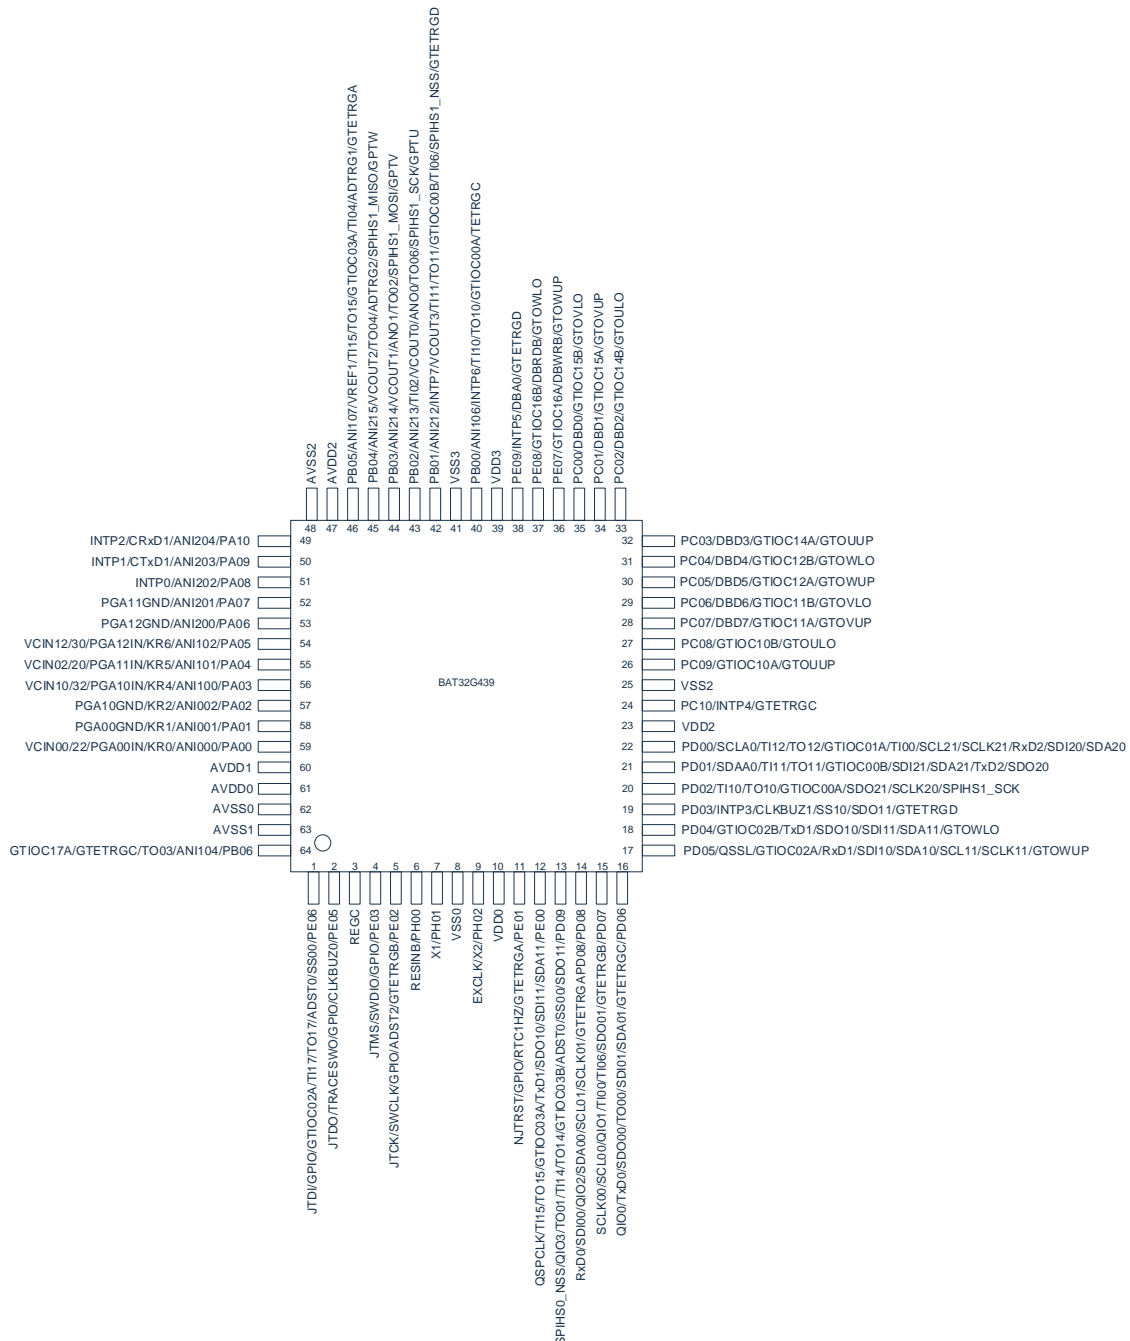 PB05/ANI107/VREF1/TI15/TO15/GTIOC03A/TI04/ADTRG1/GTETRGA
PB04/ANI215/VCOUT2/TO04/ADTRG2/SPIHS1_MISO/GPTW
PB03/ANI214/VCOUT1/ANO1/TO02/SPIHS1_MOSI/GPTV
PB02/ANI213/TI02/VCOUT0/ANO0/TO06/SPIHS1_SCK/GPTU
PB01/ANI212/INTP7/VCOUT3/TI11/TO11/GTIOC00B/TI06/SPIHS1_NSS/GTETRGD
PB00/ANI106/INTP6/TI10/TO10/GTIOC00A/TETRGC
AVSS2
AVDD2
VSS3
VDD3
PE09/INTP5/DBA0/GTETRGD
PE08/GTIOC16B/DBRDB/GTOWLO
PE07/GTIOC16A/DBWRB/GTOWUP
PC00/DBD0/GTIOC15B/GTOVLO
PC01/DBD1/GTIOC15A/GTOVUP
PC02/DBD2/GTIOC14B/GTOULO
48 47 46 45 44 43 42 41 40 39 38 37 36 35 34 33
INTP2/CRxD1/ANI204/PA10 49
32 PC03/DBD3/GTIOC14A/GTOUUP
INTP1/CTxD1/ANI203/PA09 50
31 PC04/DBD4/GTIOC12B/GTOWLO
INTP0/ANI202/PA08 51
30 PC05/DBD5/GTIOC12A/GTOWUP
PGA11GND/ANI201/PA07 52
29 PC06/DBD6/GTIOC11B/GTOVLO
PGA12GND/ANI200/PA06 53
28 PC07/DBD7/GTIOC11A/GTOVUP
VCIN12/30/PGA12IN/KR6/ANI102/PA05 54
27 PC08/GTIOC10B/GTOULO
VCIN02/20/PGA11IN/KR5/ANI101/PA04 55
26 PC09/GTIOC10A/GTOUUP
VCIN10/32/PGA10IN/KR4/ANI100/PA03 56
BAT32G439
25 VSS2
PGA10GND/KR2/ANI002/PA02 57
24 PC10/INTP4/GTETRGC
PGA00GND/KR1/ANI001/PA01 58
23 VDD2
VCIN00/22/PGA00IN/KR0/ANI000/PA00 59
22 PD00/SCLA0/TI12/TO12/GTIOC01A/TI00/SCL21/SCLK21/RxD2/SDI20/SDA20
AVDD1 60
21 PD01/SDAA0/TI11/TO11/GTIOC00B/SDI21/SDA21/TxD2/SDO20
AVDD0 61
20 PD02/TI10/TO10/GTIOC00A/SDO21/SCLK20/SPIHS1_SCK
AVSS0 62
19 PD03/INTP3/CLKBUZ1/SS10/SDO11/GTETRGD
AVSS1 63
18 PD04/GTIOC02B/TxD1/SDO10/SDI11/SDA11/GTOWLO
GTIOC17A/GTETRGC/TO03/ANI104/PB06 64
17 PD05/QSSL/GTIOC02A/RxD1/SDI10/SDA10/SCL11/SCLK11/GTOWUP
1 2 3 4 5 6 7 8 9 10 11 12 13 14 15 16
JTDI/GPIO/GTIOC02A/TI17/TO17/ADST0/SS00/PE06
JTDO/TRACESWO/GPIO/CLKBUZ0/PE05
REGC
JTMS/SWDIO/GPIO/PE03
JTCK/SWCLK/GPIO/ADST2/GTETRGB/PE02
RESINB/PH00
X1/PH01
VSS0
EXCLK/X2/PH02
VDD0
NJTRST/GPIO/RTC1HZ/GTETRGA/PE01
QSPCLK/TI15/TO15/GTIOC03A/TxD1/SDO10/SDI11/SDA11/PE00
SPIHS0_NSS/QIO3/TO01/TI14/TO14/GTIOC03B/ADST0/SS00/SDO11/PD09
RxD0/SDI00/QIO2/SDA00/SCL01/SCLK01/GTETRGAPD08/PD08
SCLK00/SCL00/QIO1/TI00/TI06/SDO01/GTETRGB/PD07
QIO0/TxD0/SDO00/TO00/SDI01/SDA01/GTETRGC/PD06